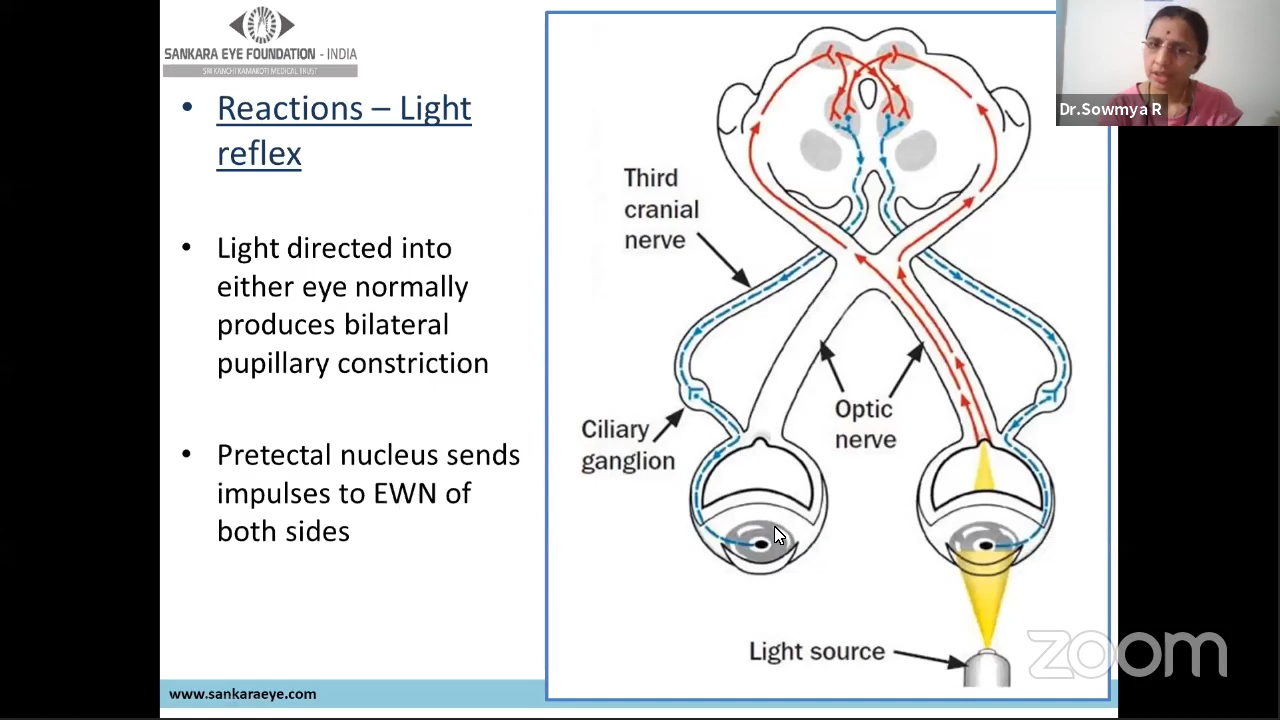 SANKARA EYE FOUNDATION - INDIA
SRI KANCHI KAMAKOTI MEDICAL TRUST
• Reactions – Light
reflex
• Light directed into
either eye normally
produces bilateral
pupillary constriction
• Pretectal nucleus sends
impulses to EWN of
both sides
www.sankaraeye.com
Third
cranial
nerve
Optic
nerve
Ciliary
ganglion
Light source
Dr.Sowmya R
zoom